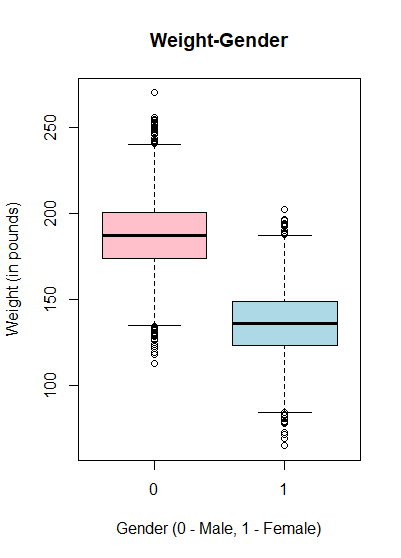 Weight-Gender
Weight (in pounds)
250
200
150
100
0 1
Gender (0 - Male, 1 - Female)